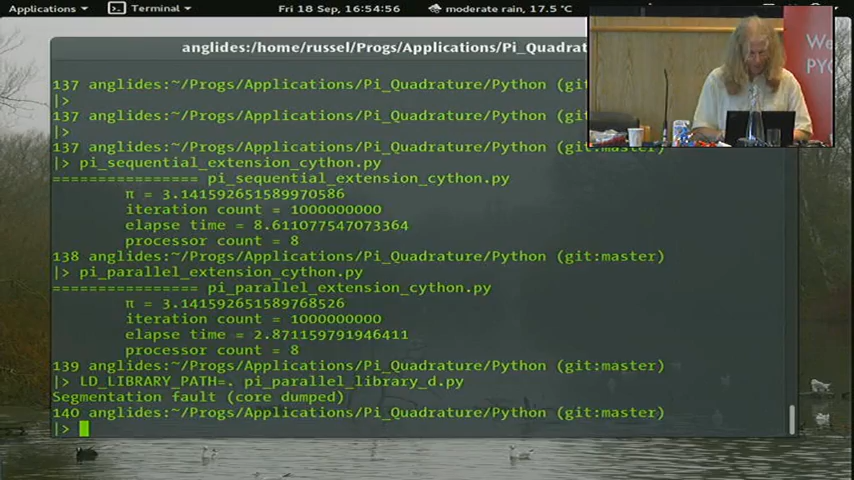 Applications
Terminal
Fri 18 Sep, 16:54:56
moderate rain, 17.5 °C
anglides:/home/russel/Progs/Applications/Pi_Quadrat
137 anglides:~/Progs/Applications/Pi_Quadrature/Python (git:
|>
137 anglides:~/Progs/Applications/Pi_Quadrature/Python (git:
|>
137 anglides:~/Progs/Applications/Pi_Quadrature/Python (git:master)
|> pi_sequential_extension_cython.py
================ pi_sequential_extension_cython.py
π = 3.141592651589970586
iteration count = 1000000000
elapse time = 8.611077547073364
processor count = 8
138 anglides:~/Progs/Applications/Pi_Quadrature/Python (git:master)
|> pi_parallel_extension_cython.py
================ pi_parallel_extension_cython.py
π = 3.141592651589768526
iteration count = 1000000000
elapse time = 2.871159791946411
processor count = 8
139 anglides:~/Progs/Applications/Pi_Quadrature/Python (git:master)
|> LD_LIBRARY_PATH=. pi_parallel_library_d.py
Segmentation fault (core dumped)
140 anglides:~/Progs/Applications/Pi_Quadrature/Python (git:master)
|>
We
PYC